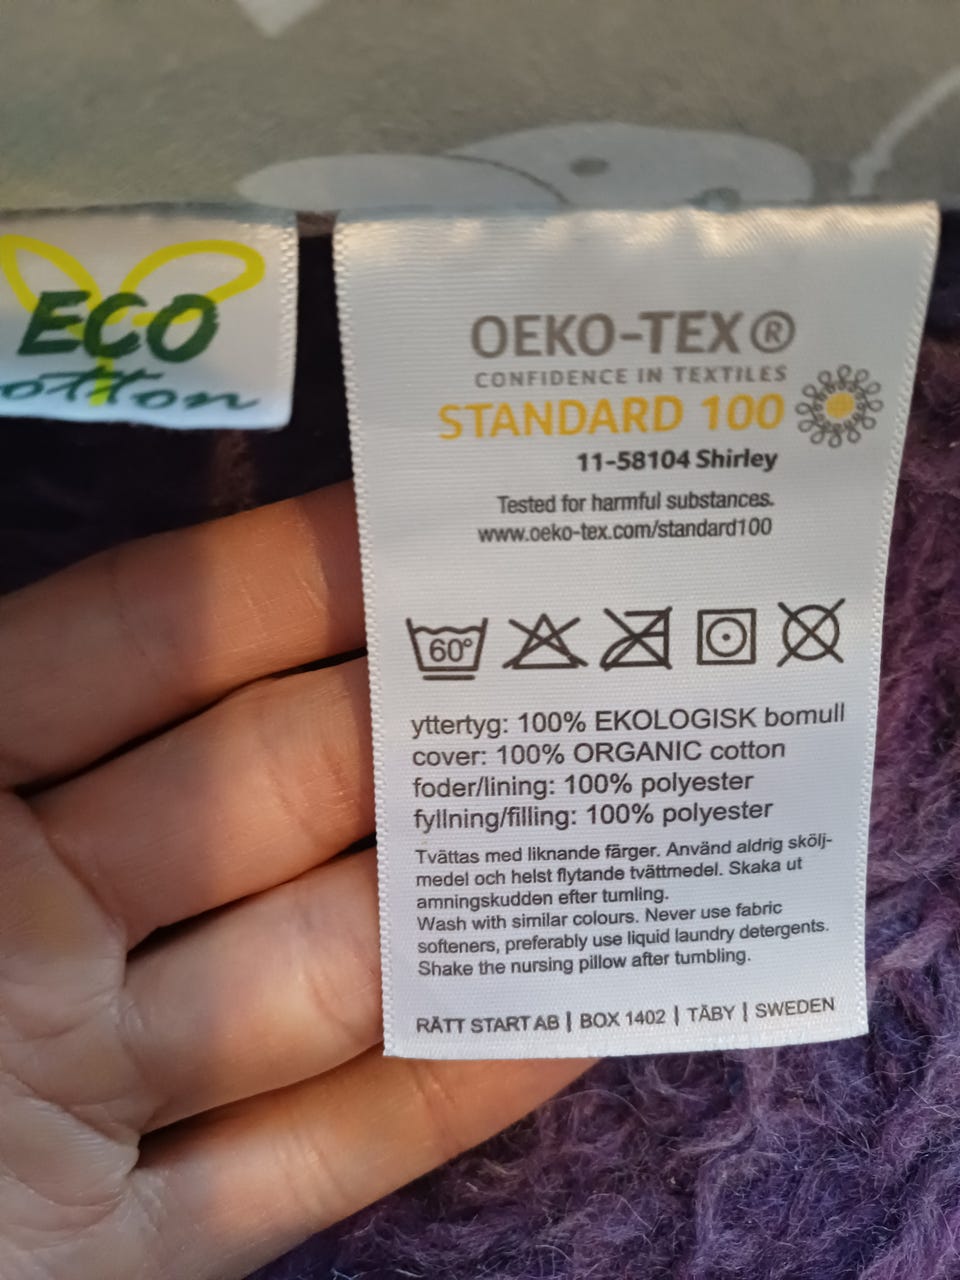 ECO
otton
OEKO-TEX®
CONFIDENCE IN TEXTILES
STANDARD 100
11-58104 Shirley
Tested for harmful substances.
www.oeko-tex.com/standard100
60°
yttertyg: 100% EKOLOGISK bomull
cover: 100% ORGANIC cotton
foder/lining: 100% polyester
fyllning/filling: 100% polyester
Tvättas med liknande färger. Använd aldrig skölj-
medel och helst flytande tvättmedel. Skaka ut
amningskudden efter tumling.
Wash with similar colours. Never use fabric
softeners, preferably use liquid laundry detergents.
Shake the nursing pillow after tumbling.
RÄTT START AB | BOX 1402 | TÄBY | SWEDEN